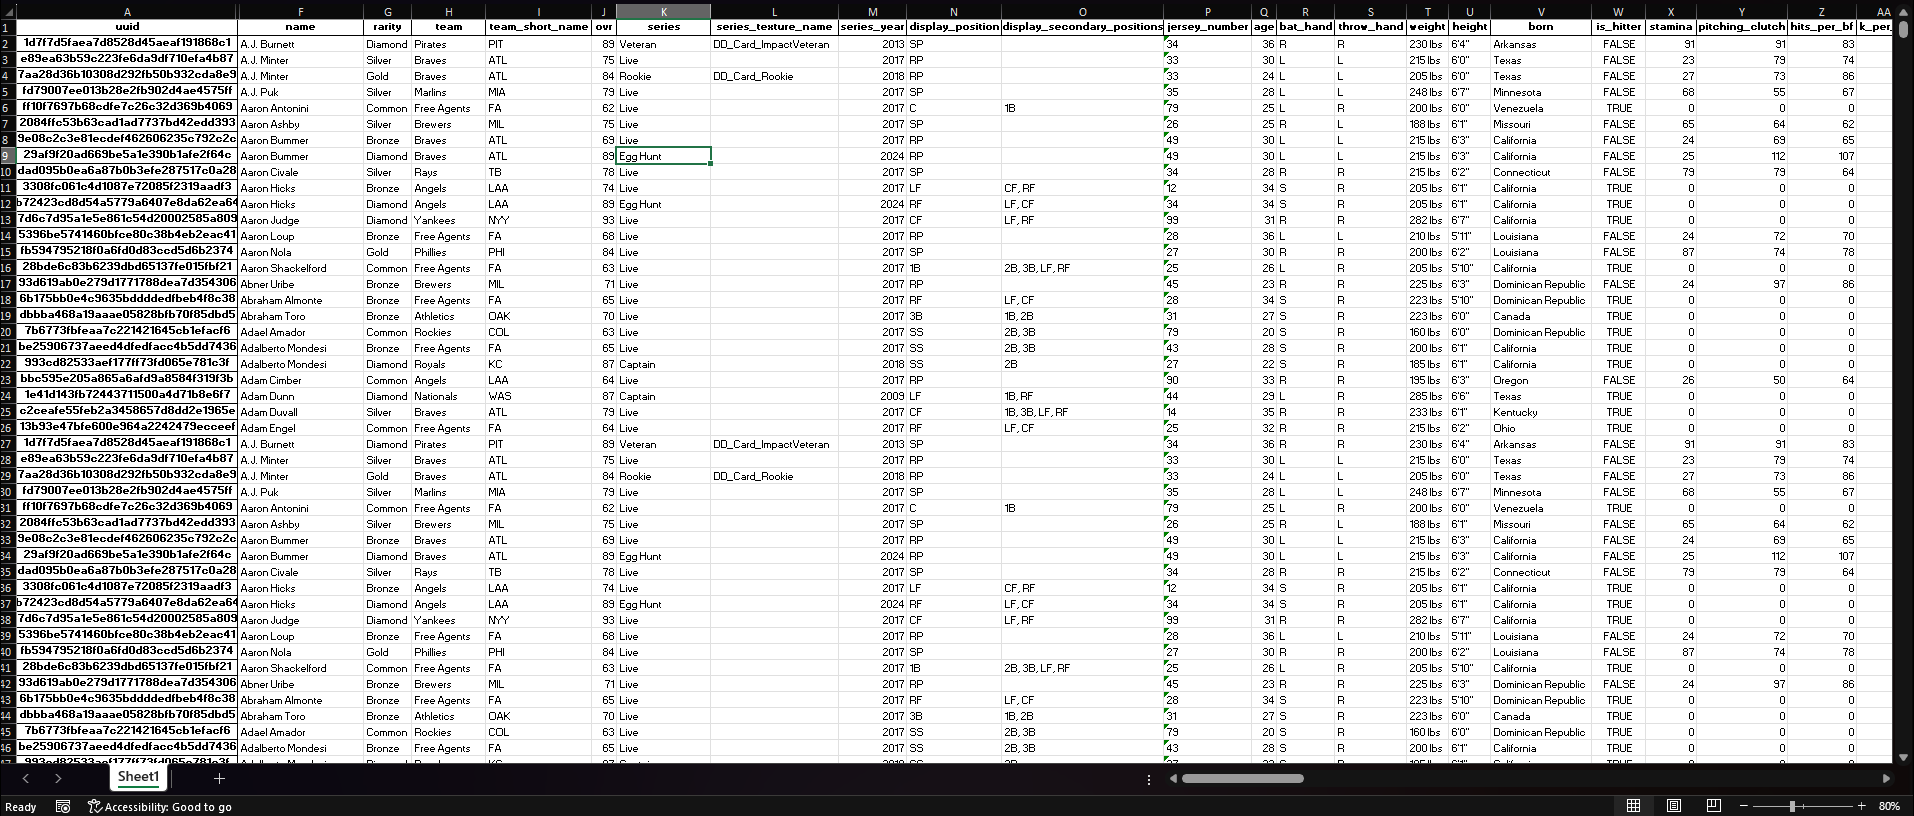 A F G H I J K L M N O P Q R S T U V W X Y Z AA
1 uuid name rarity team team_short_name ovr series series_texture_name series_year display_position display_secondary_positions jersey_number age bat_hand throw_hand weight height born is_hitter stamina pitching_clutch hits_per_bf k_per_
2 1d7f7d5faea7d8528d45aeaf191868c1 A.J. Burnett Diamond Pirates PIT 89 Veteran DD_Card_ImpactVeteran 2013 SP 34 36 R R 230 lbs 6'4" Arkansas FALSE 91 91 83
3 e89ea63b59c223fe6da9df710efa4b87 A.J. Minter Silver Braves ATL 75 Live 2017 RP 33 30 L L 215 lbs 6'0" Texas FALSE 23 79 74
4 7aa28d36b10308d292fb50b932cda8e9 A.J. Minter Gold Braves ATL 84 Rookie DD_Card_Rookie 2018 RP 33 24 L L 205 lbs 6'0" Texas FALSE 27 73 86
5 fd79007ee013b28e2fb902d4ae4575ff A.J. Puk Silver Marlins MIA 79 Live 2017 SP 35 28 L L 248 lbs 6'7" Minnesota FALSE 68 55 67
6 ff10f7697b68cdfe7c26c32d369b4069 Aaron Antonini Common Free Agents FA 62 Live 2017 C 1B 79 25 L R 200 lbs 6'0" Venezuela TRUE 0 0 0
7 2084ffc53b63cad1ad7737bd42edd393 Aaron Ashby Silver Brewers MIL 75 Live 2017 SP 26 25 R L 188 lbs 6'1" Missouri FALSE 65 64 62
8 9e08c2c3e81ecdef462606235c792c2c Aaron Bummer Bronze Braves ATL 69 Live 2017 RP 49 30 L L 215 lbs 6'3" California FALSE 24 69 65
9 29af9f20ad669be5a1e390b1afe2f64c Aaron Bummer Diamond Braves ATL 89 Egg Hunt 2024 RP 49 30 L L 215 lbs 6'3" California FALSE 25 112 107
10 dad095b0ea6a87b0b3efe287517c0a28 Aaron Civale Silver Rays TB 78 Live 2017 SP 34 28 R R 215 lbs 6'2" Connecticut FALSE 79 79 64
11 3308fc061c4d1087e72085f2319aadf3 Aaron Hicks Bronze Angels LAA 74 Live 2017 LF CF, RF 12 34 S R 205 lbs 6'1" California TRUE 0 0 0
12 b72423cd8d54a5779a6407e8da62ea64 Aaron Hicks Diamond Angels LAA 89 Egg Hunt 2024 RF LF, CF 34 34 S R 205 lbs 6'1" California TRUE 0 0 0
13 7d6c7d95a1e5e861c54d20002585a809 Aaron Judge Diamond Yankees NYY 93 Live 2017 CF LF, RF 99 31 R R 282 lbs 6'7" California TRUE 0 0 0
14 5396be5741460bfce80c38b4eb2eac41 Aaron Loup Bronze Free Agents FA 68 Live 2017 RP 28 36 L L 210 lbs 5'11" Louisiana FALSE 24 72 70
15 fb594795218f0a6fd0d83ccd5d6b2374 Aaron Nola Gold Phillies PHI 84 Live 2017 SP 27 30 R R 200 lbs 6'2" Louisiana FALSE 87 74 78
16 28bde6c83b6239dbd65137fe015fbf21 Aaron Shackelford Common Free Agents FA 63 Live 2017 1B 2B, 3B, LF, RF 25 26 L R 205 lbs 5'10" California TRUE 0 0 0
17 93d619ab0e279d1771788dea7d354306 Abner Uribe Bronze Brewers MIL 71 Live 2017 RP 45 23 R R 225 lbs 6'3" Dominican Republic FALSE 24 97 86
18 6b175bb0e4c9635bddddedfbeb4f8c38 Abraham Almonte Bronze Free Agents FA 65 Live 2017 RF LF, CF 28 34 S R 223 lbs 5'10" Dominican Republic TRUE 0 0 0
19 dbbba468a19aaae05828bfb70f85dbd5 Abraham Toro Bronze Athletics OAK 70 Live 2017 3B 1B, 2B 31 27 S R 223 lbs 6'0" Canada TRUE 0 0 0
20 7b6773fbfeaa7c221421645cb1efacf6 Adael Amador Common Rockies COL 63 Live 2017 SS 2B, 3B 79 20 S R 160 lbs 6'0" Dominican Republic TRUE 0 0 0
21 be25906737aeed4dfedfacc4b5dd7436 Adalberto Mondesi Bronze Free Agents FA 65 Live 2017 SS 2B, 3B 43 28 S R 200 lbs 6'1" California TRUE 0 0 0
22 993cd82533aef177ff73fd065e781c3f Adalberto Mondesi Diamond Royals KC 87 Captain 2018 SS 2B 27 22 S R 185 lbs 6'1" California TRUE 0 0 0
23 bbc595e205a865a6afd9a8584f319f3b Adam Cimber Common Angels LAA 64 Live 2017 RP 90 33 R R 195 lbs 6'3" Oregon FALSE 26 50 64
24 1e41d143fb72443711500a4d71b8e6f7 Adam Dunn Diamond Nationals WAS 87 Captain 2009 LF 1B, RF 44 29 L R 285 lbs 6'6" Texas TRUE 0 0 0
25 c2ceafe55feb2a3458657d8dd2e1965e Adam Duvall Silver Braves ATL 79 Live 2017 CF 1B, 3B, LF, RF 14 35 R R 233 lbs 6'1" Kentucky TRUE 0 0 0
26 13b93e47bfe600e964a2242479ecceef Adam Engel Common Free Agents FA 64 Live 2017 RF LF, CF 25 32 R R 215 lbs 6'2" Ohio TRUE 0 0 0
27 1d7f7d5faea7d8528d45aeaf191868c1 A.J. Burnett Diamond Pirates PIT 89 Veteran DD_Card_ImpactVeteran 2013 SP 34 36 R R 230 lbs 6'4" Arkansas FALSE 91 91 83
28 e89ea63b59c223fe6da9df710efa4b87 A.J. Minter Silver Braves ATL 75 Live 2017 RP 33 30 L L 215 lbs 6'0" Texas FALSE 23 79 74
29 7aa28d36b10308d292fb50b932cda8e9 A.J. Minter Gold Braves ATL 84 Rookie DD_Card_Rookie 2018 RP 33 24 L L 205 lbs 6'0" Texas FALSE 27 73 86
30 fd79007ee013b28e2fb902d4ae4575ff A.J. Puk Silver Marlins MIA 79 Live 2017 SP 35 28 L L 248 lbs 6'7" Minnesota FALSE 68 55 67
31 ff10f7697b68cdfe7c26c32d369b4069 Aaron Antonini Common Free Agents FA 62 Live 2017 C 1B 79 25 L R 200 lbs 6'0" Venezuela TRUE 0 0 0
32 2084ffc53b63cad1ad7737bd42edd393 Aaron Ashby Silver Brewers MIL 75 Live 2017 SP 26 25 R L 188 lbs 6'1" Missouri FALSE 65 64 62
33 9e08c2c3e81ecdef462606235c792c2c Aaron Bummer Bronze Braves ATL 69 Live 2017 RP 49 30 L L 215 lbs 6'3" California FALSE 24 69 65
34 29af9f20ad669be5a1e390b1afe2f64c Aaron Bummer Diamond Braves ATL 89 Egg Hunt 2024 RP 49 30 L L 215 lbs 6'3" California FALSE 25 112 107
35 dad095b0ea6a87b0b3efe287517c0a28 Aaron Civale Silver Rays TB 78 Live 2017 SP 34 28 R R 215 lbs 6'2" Connecticut FALSE 79 79 64
36 3308fc061c4d1087e72085f2319aadf3 Aaron Hicks Bronze Angels LAA 74 Live 2017 LF CF, RF 12 34 S R 205 lbs 6'1" California TRUE 0 0 0
37 b72423cd8d54a5779a6407e8da62ea64 Aaron Hicks Diamond Angels LAA 89 Egg Hunt 2024 RF LF, CF 34 34 S R 205 lbs 6'1" California TRUE 0 0 0
38 7d6c7d95a1e5e861c54d20002585a809 Aaron Judge Diamond Yankees NYY 93 Live 2017 CF LF, RF 99 31 R R 282 lbs 6'7" California TRUE 0 0 0
39 5396be5741460bfce80c38b4eb2eac41 Aaron Loup Bronze Free Agents FA 68 Live 2017 RP 28 36 L L 210 lbs 5'11" Louisiana FALSE 24 72 70
40 fb594795218f0a6fd0d83ccd5d6b2374 Aaron Nola Gold Phillies PHI 84 Live 2017 SP 27 30 R R 200 lbs 6'2" Louisiana FALSE 87 74 78
41 28bde6c83b6239dbd65137fe015fbf21 Aaron Shackelford Common Free Agents FA 63 Live 2017 1B 2B, 3B, LF, RF 25 26 L R 205 lbs 5'10" California TRUE 0 0 0
42 93d619ab0e279d1771788dea7d354306 Abner Uribe Bronze Brewers MIL 71 Live 2017 RP 45 23 R R 225 lbs 6'3" Dominican Republic FALSE 24 97 86
43 6b175bb0e4c9635bddddedfbeb4f8c38 Abraham Almonte Bronze Free Agents FA 65 Live 2017 RF LF, CF 28 34 S R 223 lbs 5'10" Dominican Republic TRUE 0 0 0
44 dbbba468a19aaae05828bfb70f85dbd5 Abraham Toro Bronze Athletics OAK 70 Live 2017 3B 1B, 2B 31 27 S R 223 lbs 6'0" Canada TRUE 0 0 0
45 7b6773fbfeaa7c221421645cb1efacf6 Adael Amador Common Rockies COL 63 Live 2017 SS 2B, 3B 79 20 S R 160 lbs 6'0" Dominican Republic TRUE 0 0 0
46 be25906737aeed4dfedfacc4b5dd7436 Adalberto Mondesi Bronze Free Agents FA 65 Live 2017 SS 2B, 3B 43 28 S R 200 lbs 6'1" California TRUE 0 0 0
Sheet1
Ready Accessibility: Good to go 80%